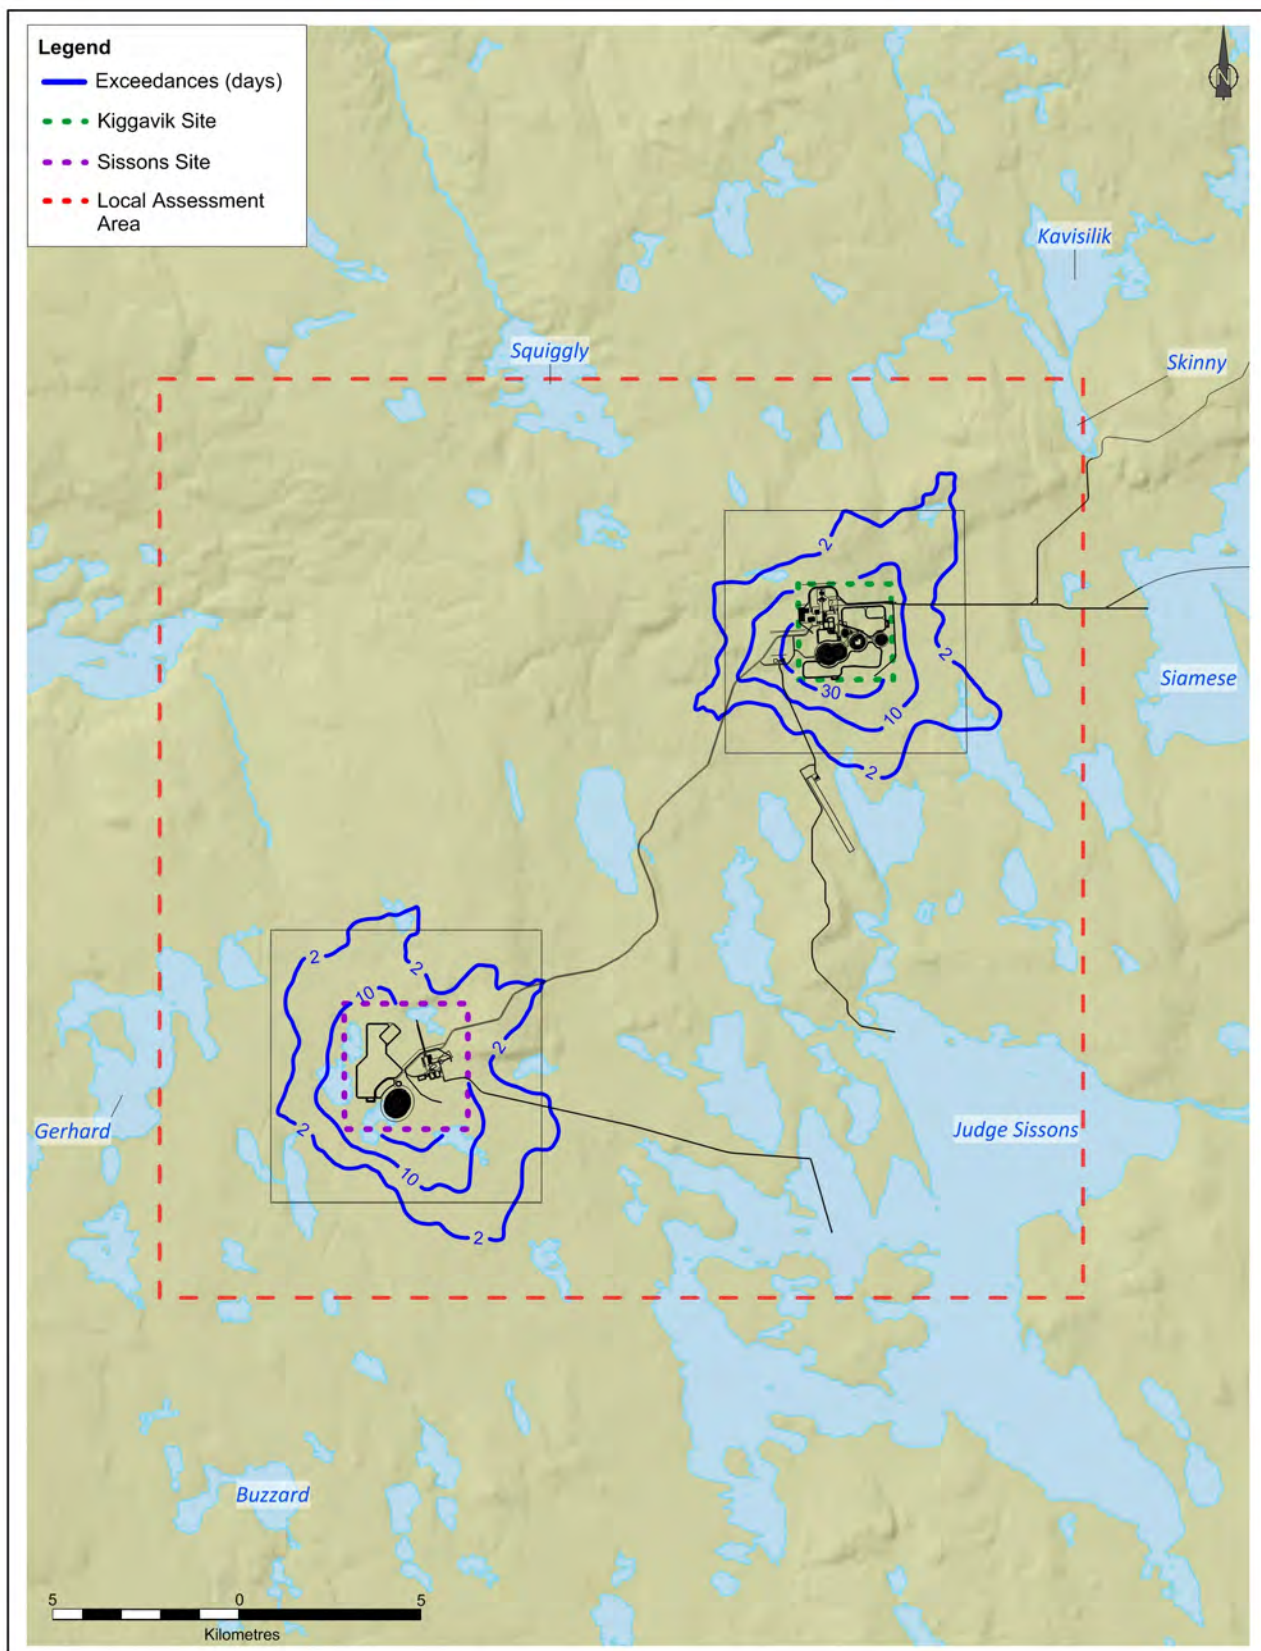 Legend
Exceedances (days)
Kiggavik Site
Sissons Site
Local Assessment
Area
N
Kavisilik
Squiggly
Skinny
2
2
Siamese
30
10
2
2
2
10
2
Gerhard
2
Judge Sissons
10
2
Buzzard
5 0 5
Kilometres